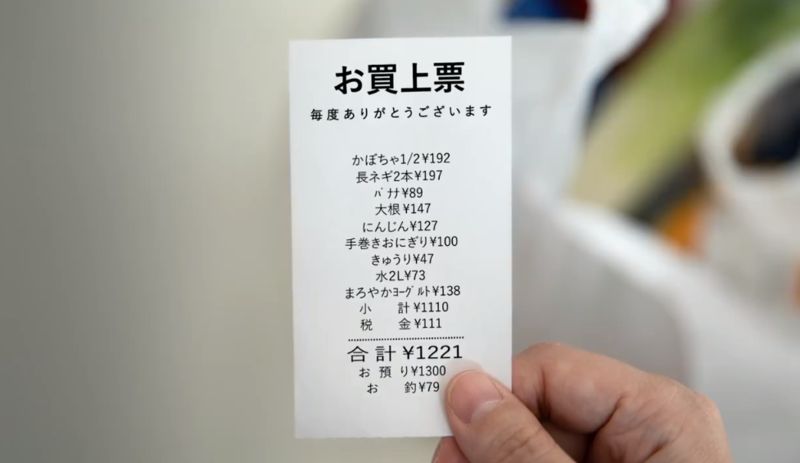 お買上票
毎度ありがとうございます
かぼちゃ1/2¥192
長ネギ2本¥197
ﾊﾞﾅﾅ¥89
大根¥147
にんじん¥127
手巻きおにぎり¥100
きゅうり¥47
水2L¥73
まろやかﾖｰｸﾞﾙﾄ¥138
小　計¥1110
税　金¥111
合計¥1221
お預り¥1300
お　釣¥79